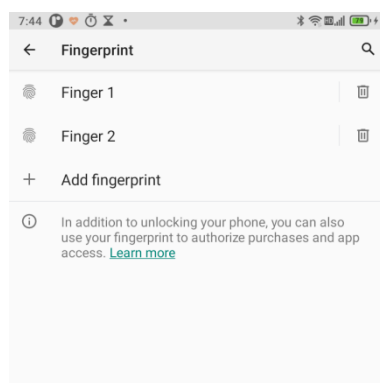 7:44
79
Fingerprint
Finger 1
Finger 2
Add fingerprint
In addition to unlocking your phone, you can also
use your fingerprint to authorize purchases and app
access. Learn more